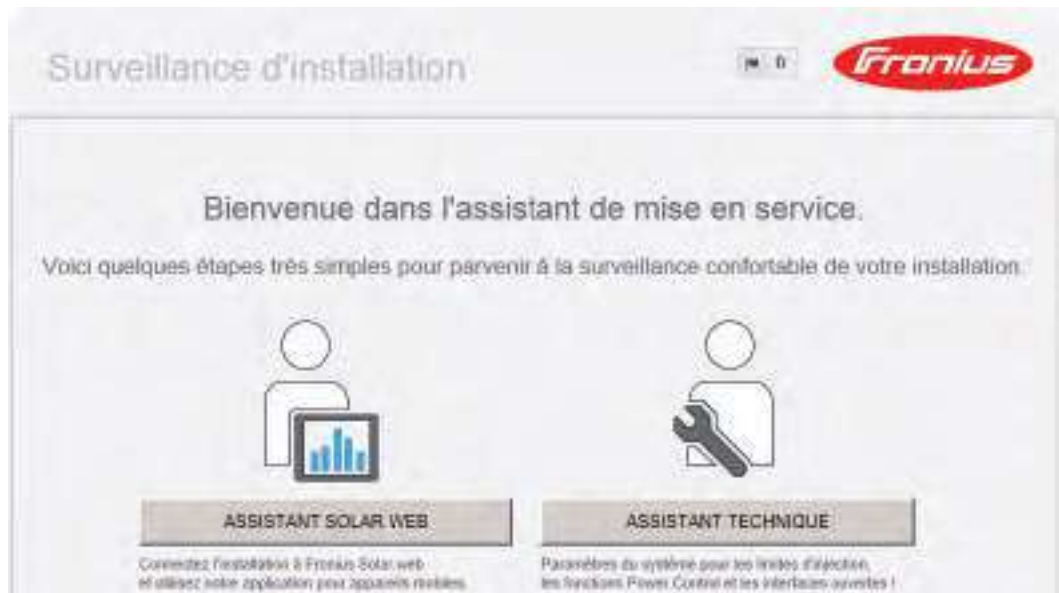 Surveillance d'installation
Fronius
Bienvenue dans l'assistant de mise en service.
Voici quelques étapes très simples pour parvenir à la surveillance confortable de votre installation.
ASSISTANT SOLAR WEB
ASSISTANT TECHNIQUE
Connectez l'installation à Fronius Solar.web
et utilisez notre application pour appareils mobiles.
Paramètres du système pour les limites d'injection,
les fonctions Power Control et les interfaces ouvertes !